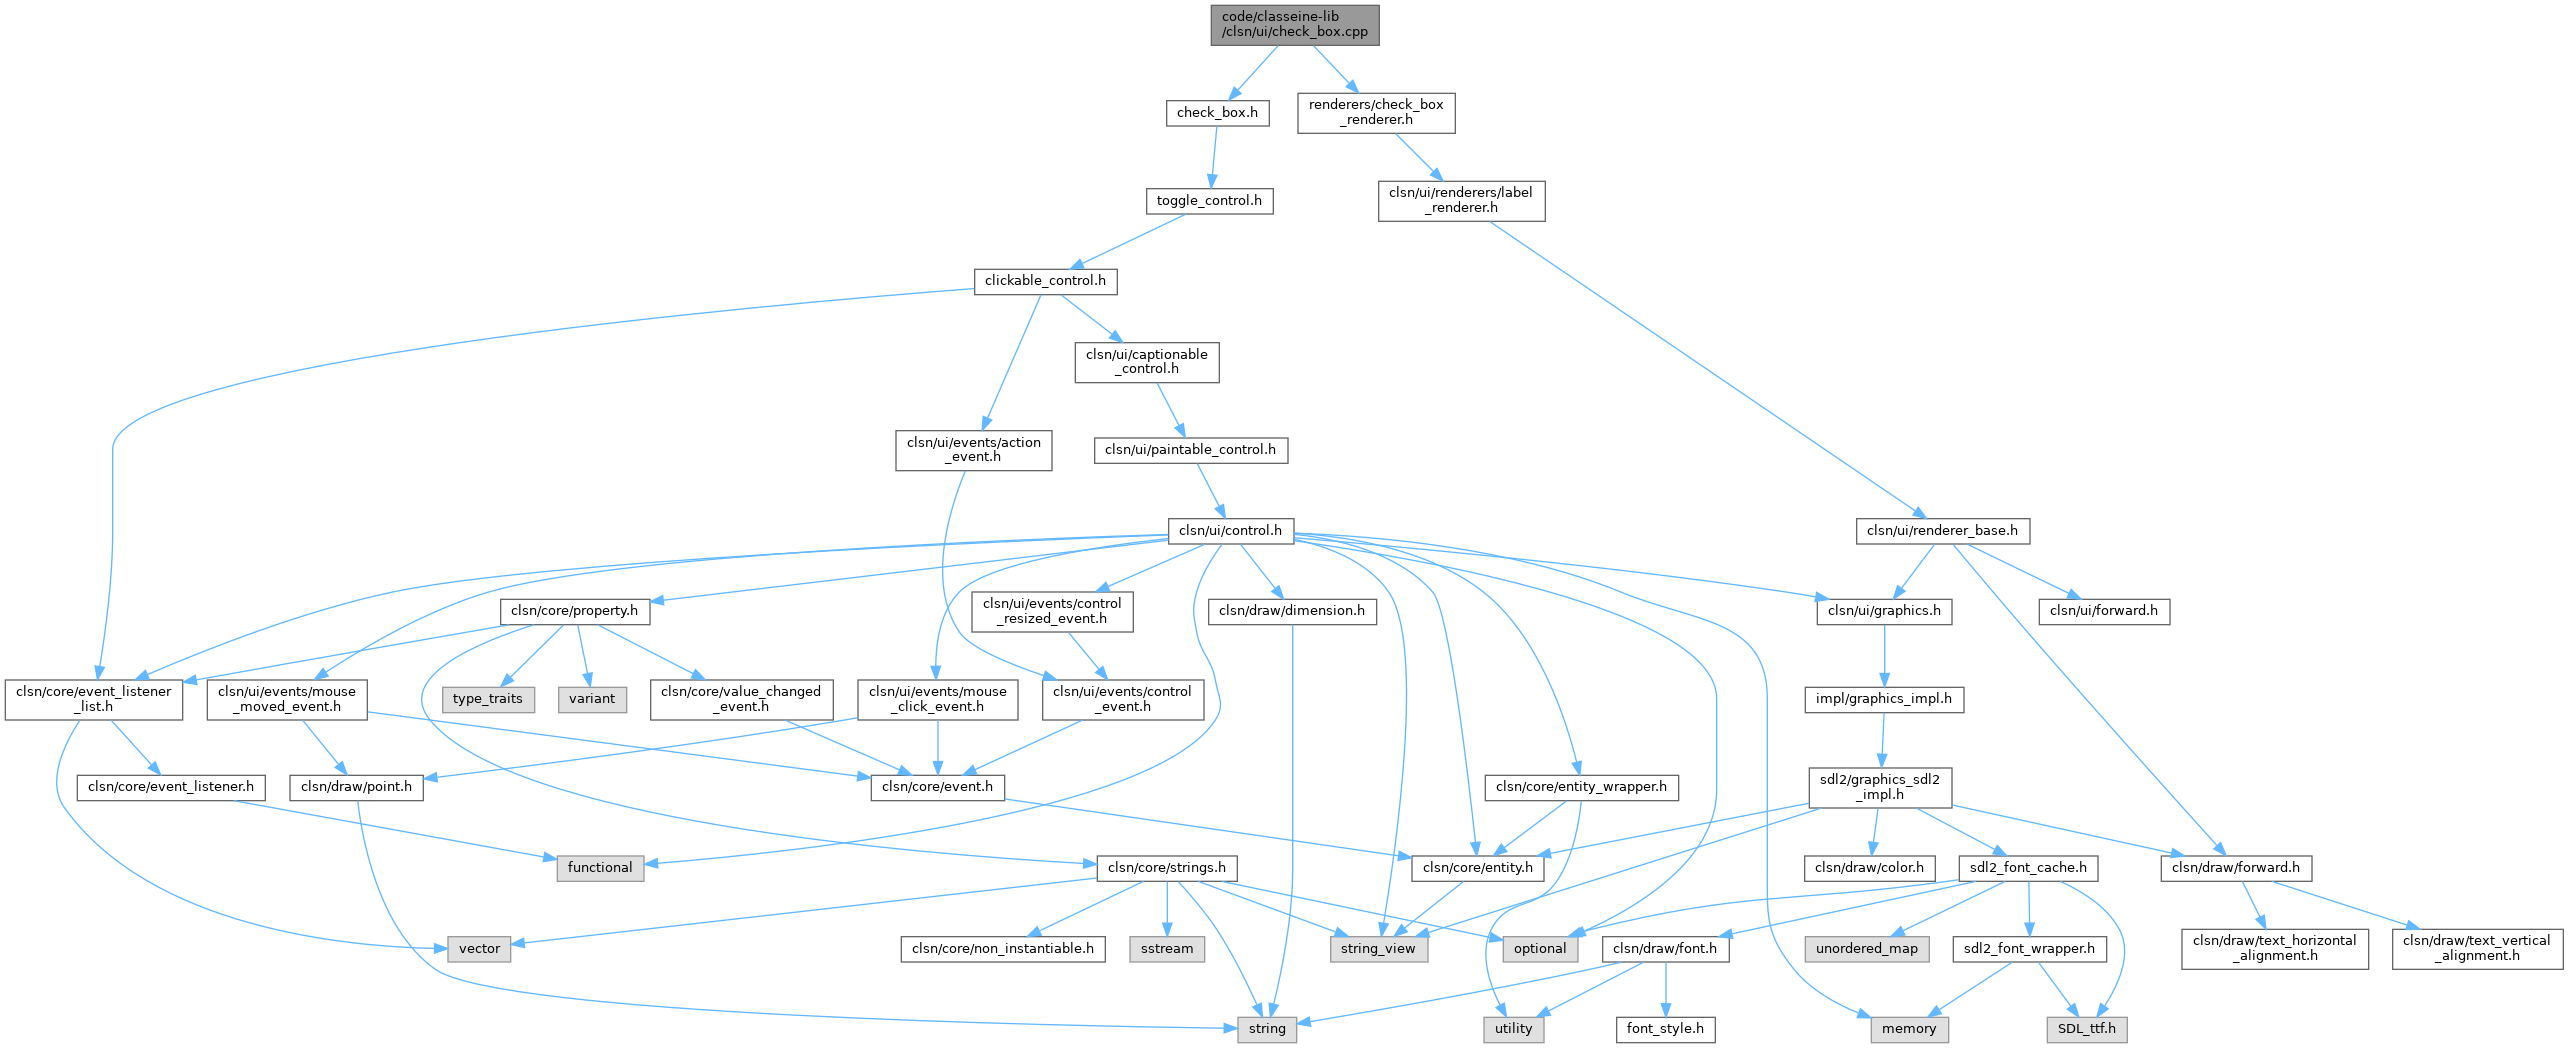 code/classeine-lib
/clsn/ui/check_box.cpp
check_box.h
renderers/check_box
_renderer.h
toggle_control.h
clsn/ui/renderers/label
_renderer.h
clickable_control.h
clsn/ui/captionable
_control.h
clsn/ui/events/action
_event.h
clsn/ui/paintable_control.h
clsn/ui/control.h
clsn/ui/renderer_base.h
clsn/core/property.h
clsn/ui/events/control
_resized_event.h
clsn/draw/dimension.h
clsn/ui/graphics.h
clsn/ui/forward.h
clsn/core/event_listener
_list.h
clsn/ui/events/mouse
_moved_event.h
type_traits
variant
clsn/core/value_changed
_event.h
clsn/ui/events/mouse
_click_event.h
clsn/ui/events/control
_event.h
impl/graphics_impl.h
clsn/core/event_listener.h
clsn/draw/point.h
clsn/core/event.h
clsn/core/entity_wrapper.h
sdl2/graphics_sdl2
_impl.h
functional
clsn/core/strings.h
clsn/core/entity.h
clsn/draw/color.h
sdl2_font_cache.h
clsn/draw/forward.h
vector
clsn/core/non_instantiable.h
sstream
string_view
optional
clsn/draw/font.h
unordered_map
sdl2_font_wrapper.h
clsn/draw/text_horizontal
_alignment.h
clsn/draw/text_vertical
_alignment.h
string
utility
font_style.h
memory
SDL_ttf.h